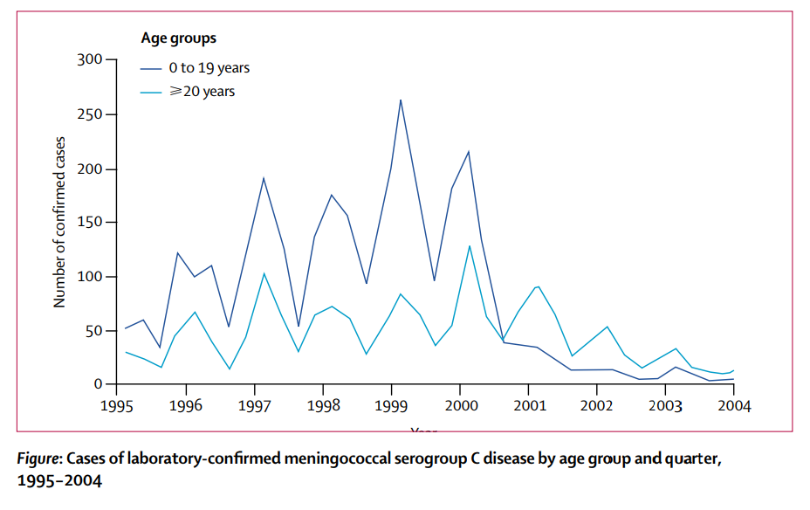 Age groups
0 to 19 years
⩾20 years
Number of confirmed cases
300
250
200
150
100
50
0
1995 1996 1997 1998 1999 2000 2001 2002 2003 2004
Figure: Cases of laboratory-confirmed meningococcal serogroup C disease by age group and quarter,
1995–2004